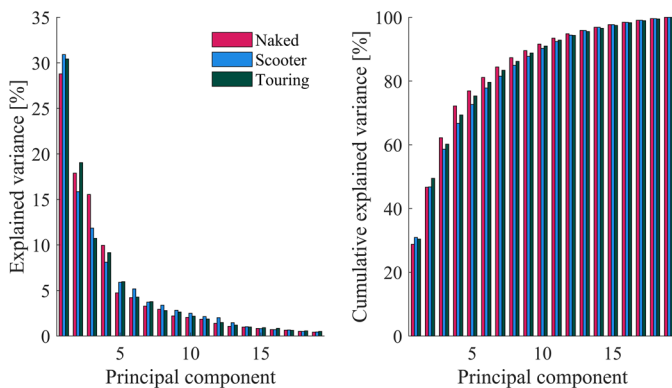 Explained variance [%]
35
30
25
20
15
10
5
0
Naked
Scooter
Touring
5
10
15
Principal component
Cumulative explained variance [%]
100
80
60
40
20
0
5
10
15
Principal component